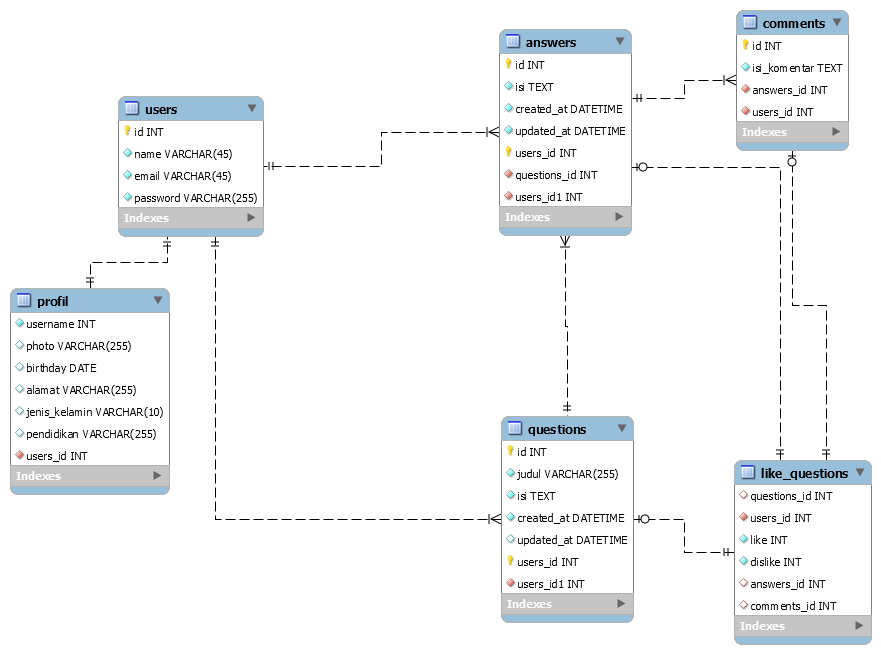 users
id INT
name VARCHAR(45)
email VARCHAR(45)
password VARCHAR(255)
Indexes
profil
username INT
photo VARCHAR(255)
birthday DATE
alamat VARCHAR(255)
jenis_kelamin VARCHAR(10)
pendidikan VARCHAR(255)
users_id INT
Indexes
answers
id INT
isi TEXT
created_at DATETIME
updated_at DATETIME
users_id INT
questions_id INT
users_id1 INT
Indexes
questions
id INT
judul VARCHAR(255)
isi TEXT
created_at DATETIME
updated_at DATETIME
users_id INT
users_id1 INT
Indexes
comments
id INT
isi_komentar TEXT
answers_id INT
users_id INT
Indexes
like_questions
questions_id INT
users_id INT
like INT
dislike INT
answers_id INT
comments_id INT
Indexes